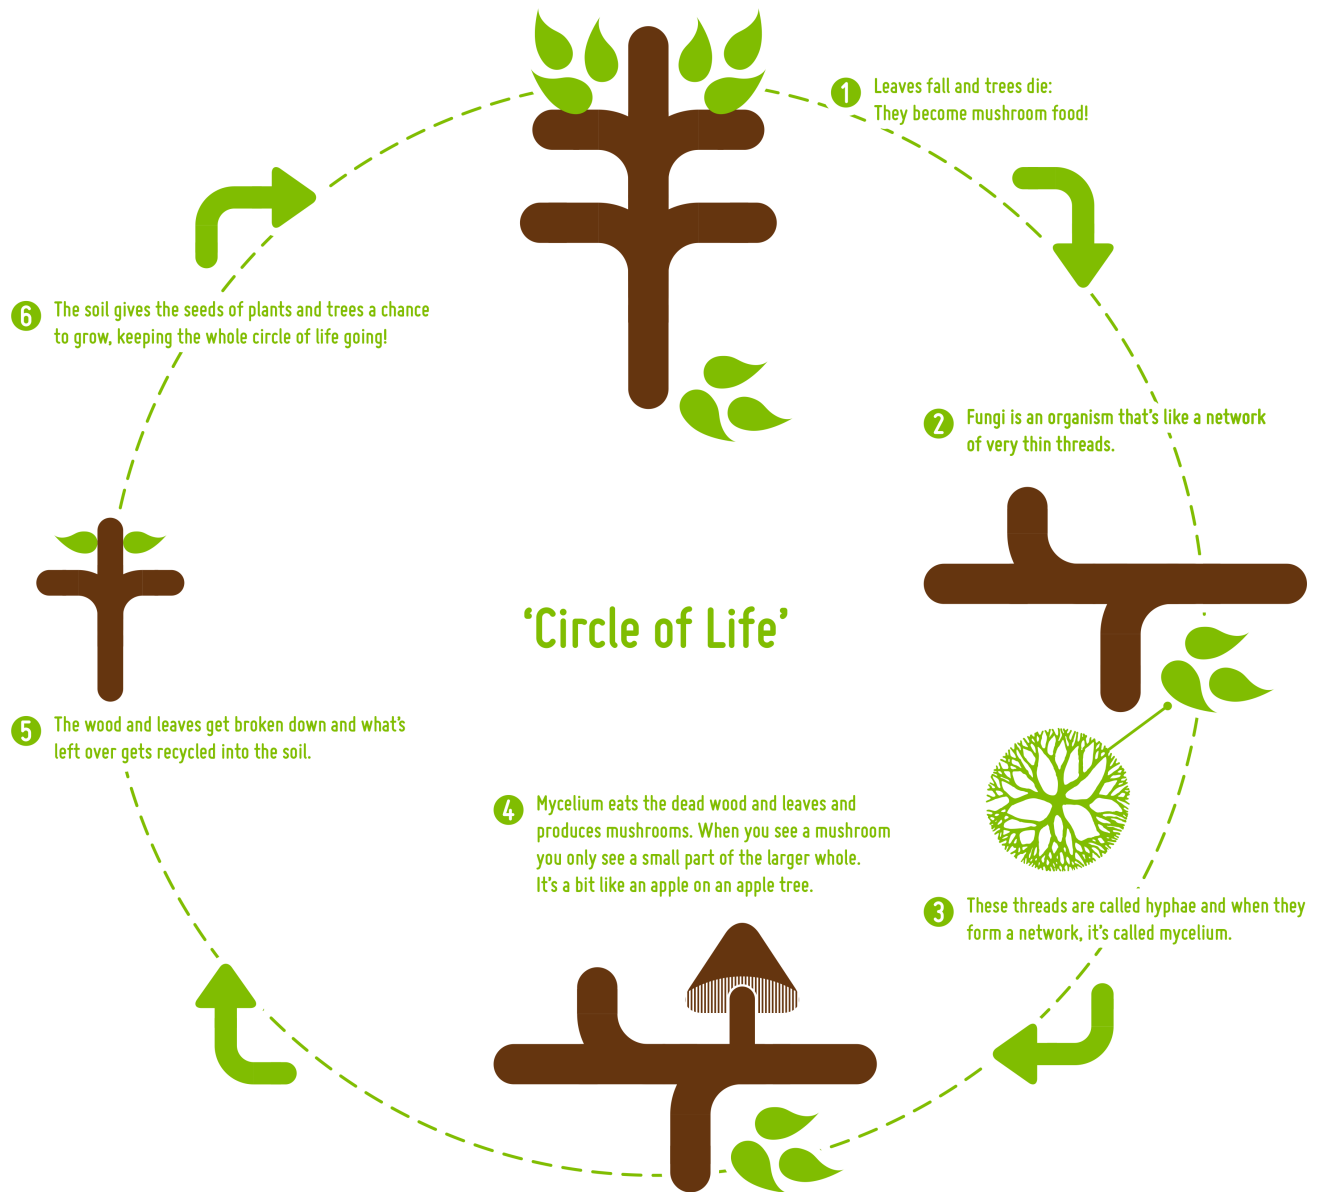 1 Leaves fall and trees die:
They become mushroom food!
2 Fungi is an organism that's like a network
of very thin threads.
3 These threads are called hyphae and when they
form a network, it's called mycelium.
4 Mycelium eats the dead wood and leaves and
produces mushrooms. When you see a mushroom
you only see a small part of the larger whole.
It's a bit like an apple on an apple tree.
5 The wood and leaves get broken down and what's
left over gets recycled into the soil.
6 The soil gives the seeds of plants and trees a chance
to grow, keeping the whole circle of life going!
‘Circle of Life’